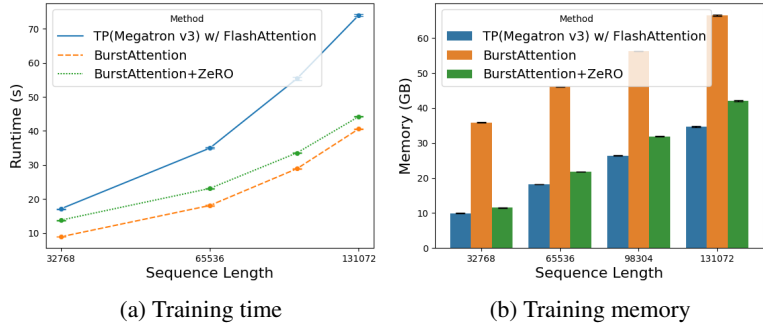 Method
TP(Megatron v3) w/ FlashAttention
BurstAttention
BurstAttention+ZeRO
70
60
50
40
30
20
10
Runtime (s)
32768
65536
131072
Sequence Length
(a) Training time
Method
TP(Megatron v3) w/ FlashAttention
BurstAttention
BurstAttention+ZeRO
70
60
50
40
30
20
10
0
Memory (GB)
32768
65536
98304
131072
Sequence Length
(b) Training memory